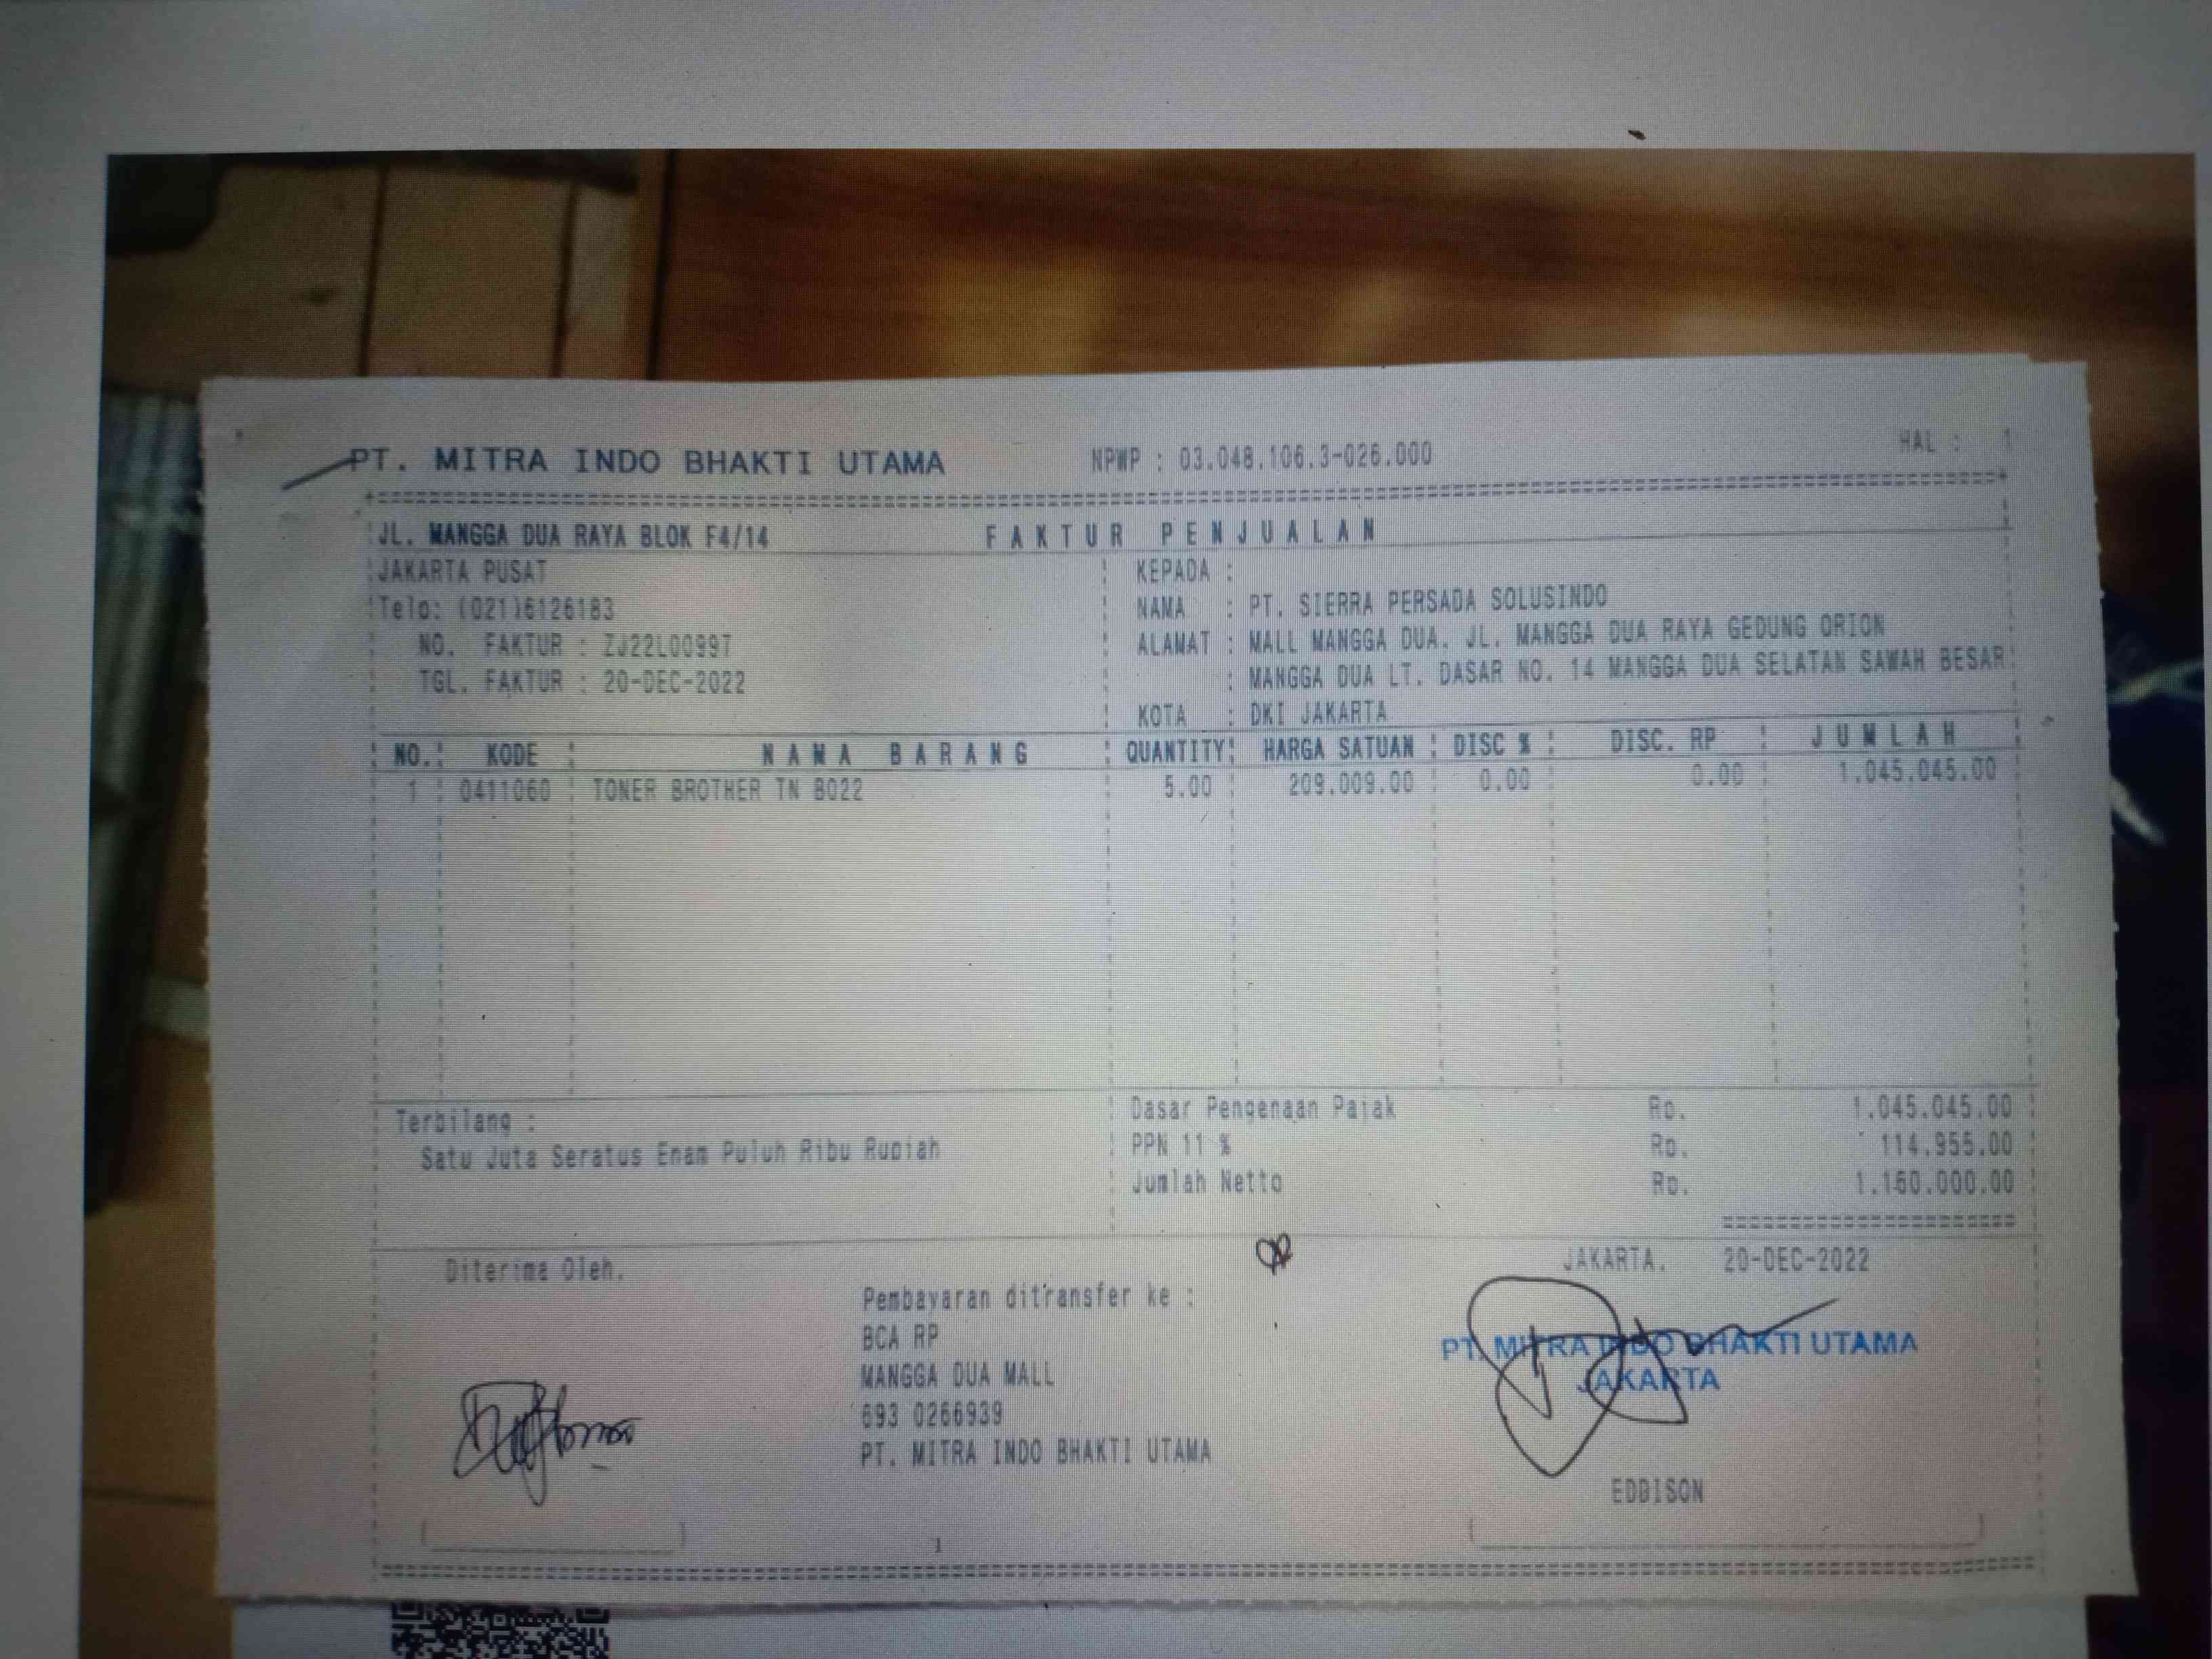 PT. MITRA INDO BHAKTI UTAMA NPWP : 03.048.106.3-026.000 HAL : 1
JL. MANGGA DUA RAYA BLOK F4/14 FAKTUR PENJUALAN
JAKARTA PUSAT
Telp: (021)6126183
NO. FAKTUR : ZJ22L00997
TGL. FAKTUR : 20-DEC-2022
KEPADA :
NAMA : PT. SIERRA PERSADA SOLUSINDO
ALAMAT : MALL MANGGA DUA. JL. MANGGA DUA RAYA GEDUNG ORION
: MANGGA DUA LT. DASAR NO. 14 MANGGA DUA SELATAN SAWAH BESAR
KOTA : DKI JAKARTA
NO. KODE NAMA BARANG QUANTITY HARGA SATUAN DISC % DISC. RP JUMLAH
1 0411060 TONER BROTHER TN B022 5.00 209.009.00 0.00 0.00 1.045.045.00
Terbilang :
Satu Juta Seratus Enam Puluh Ribu Rupiah
Dasar Pengenaan Pajak Rp. 1.045.045.00
PPN 11 % Rp. 114.955.00
Jumlah Netto Rp. 1.160.000.00
Diterima Oleh.
Pembayaran ditransfer ke :
BCA RP
MANGGA DUA MALL
693 0266939
PT. MITRA INDO BHAKTI UTAMA
JAKARTA. 20-DEC-2022
PT. MITRA INDO BHAKTI UTAMA
JAKARTA
EDDISON
1